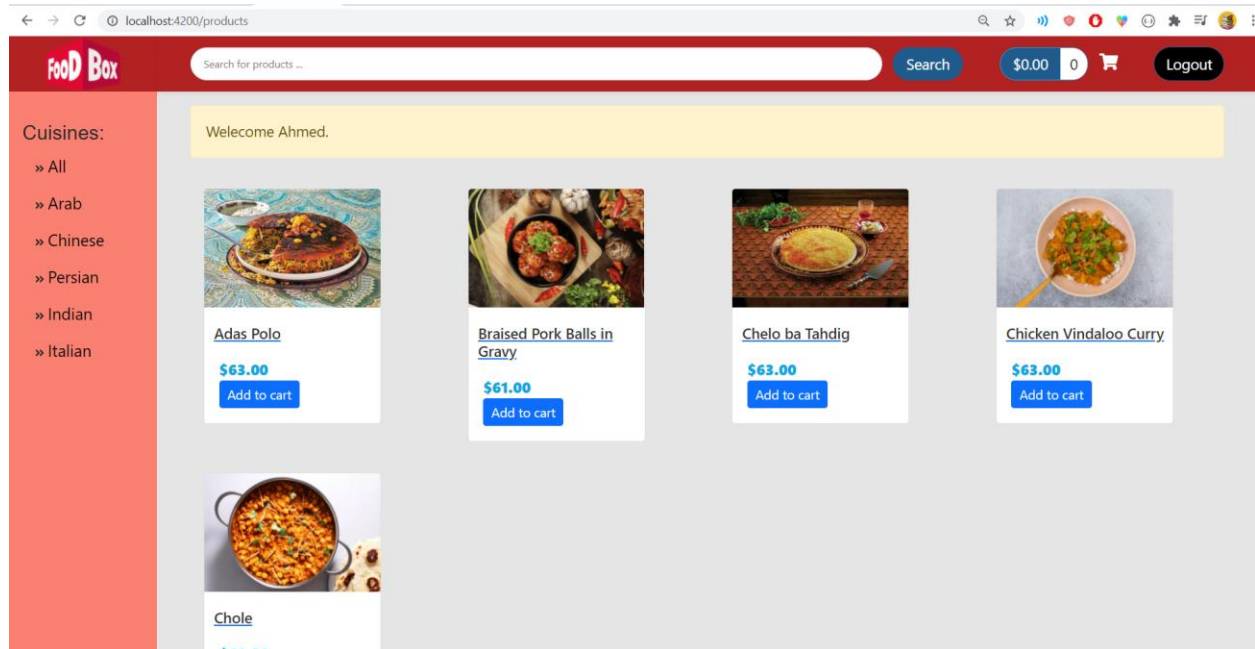 localhost:4200/products
FooD Box
Search for products ...
Search
$0.00 0
Logout
Cuisines:
» All
» Arab
» Chinese
» Persian
» Indian
» Italian
Welecome Ahmed.
Adas Polo
$63.00
Add to cart
Braised Pork Balls in
Gravy
$61.00
Add to cart
Chelo ba Tahdig
$63.00
Add to cart
Chicken Vindaloo Curry
$63.00
Add to cart
Chole